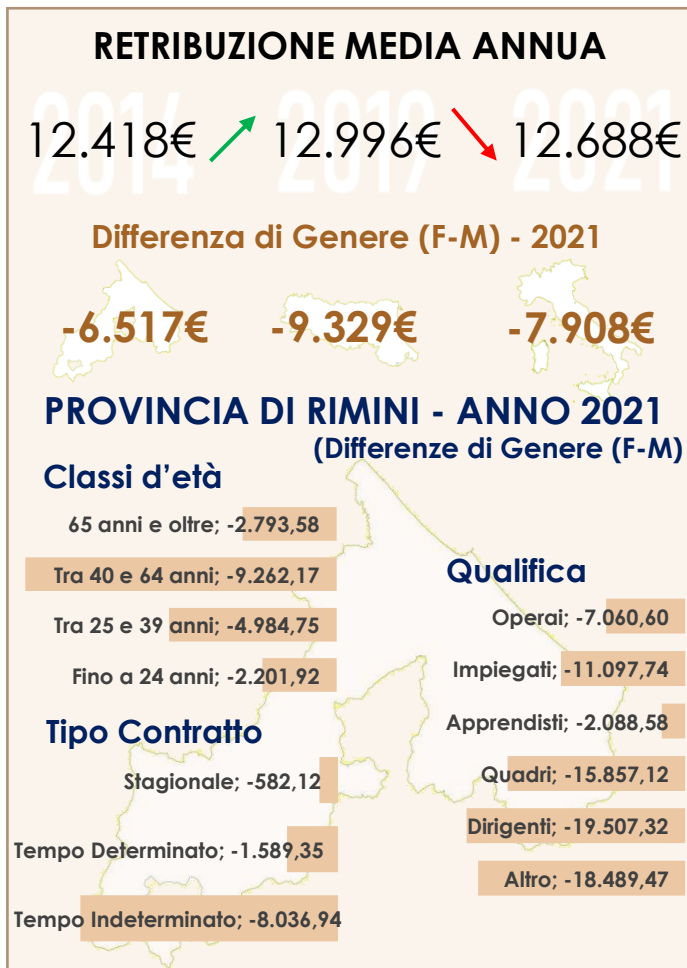 RETRIBUZIONE MEDIA ANNUA
2014 2019 2021
12.418€ 12.996€ 12.688€
Differenza di Genere (F-M) - 2021
-6.517€ -9.329€ -7.908€
PROVINCIA DI RIMINI - ANNO 2021
(Differenze di Genere (F-M)
Classi d'età
65 anni e oltre; -2.793,58
Tra 40 e 64 anni; -9.262,17
Tra 25 e 39 anni; -4.984,75
Fino a 24 anni; -2.201,92
Tipo Contratto
Stagionale; -582,12
Tempo Determinato; -1.589,35
Tempo Indeterminato; -8.036,94
Qualifica
Operai; -7.060,60
Impiegati; -11.097,74
Apprendisti; -2.088,58
Quadri; -15.857,12
Dirigenti; -19.507,32
Altro; -18.489,47